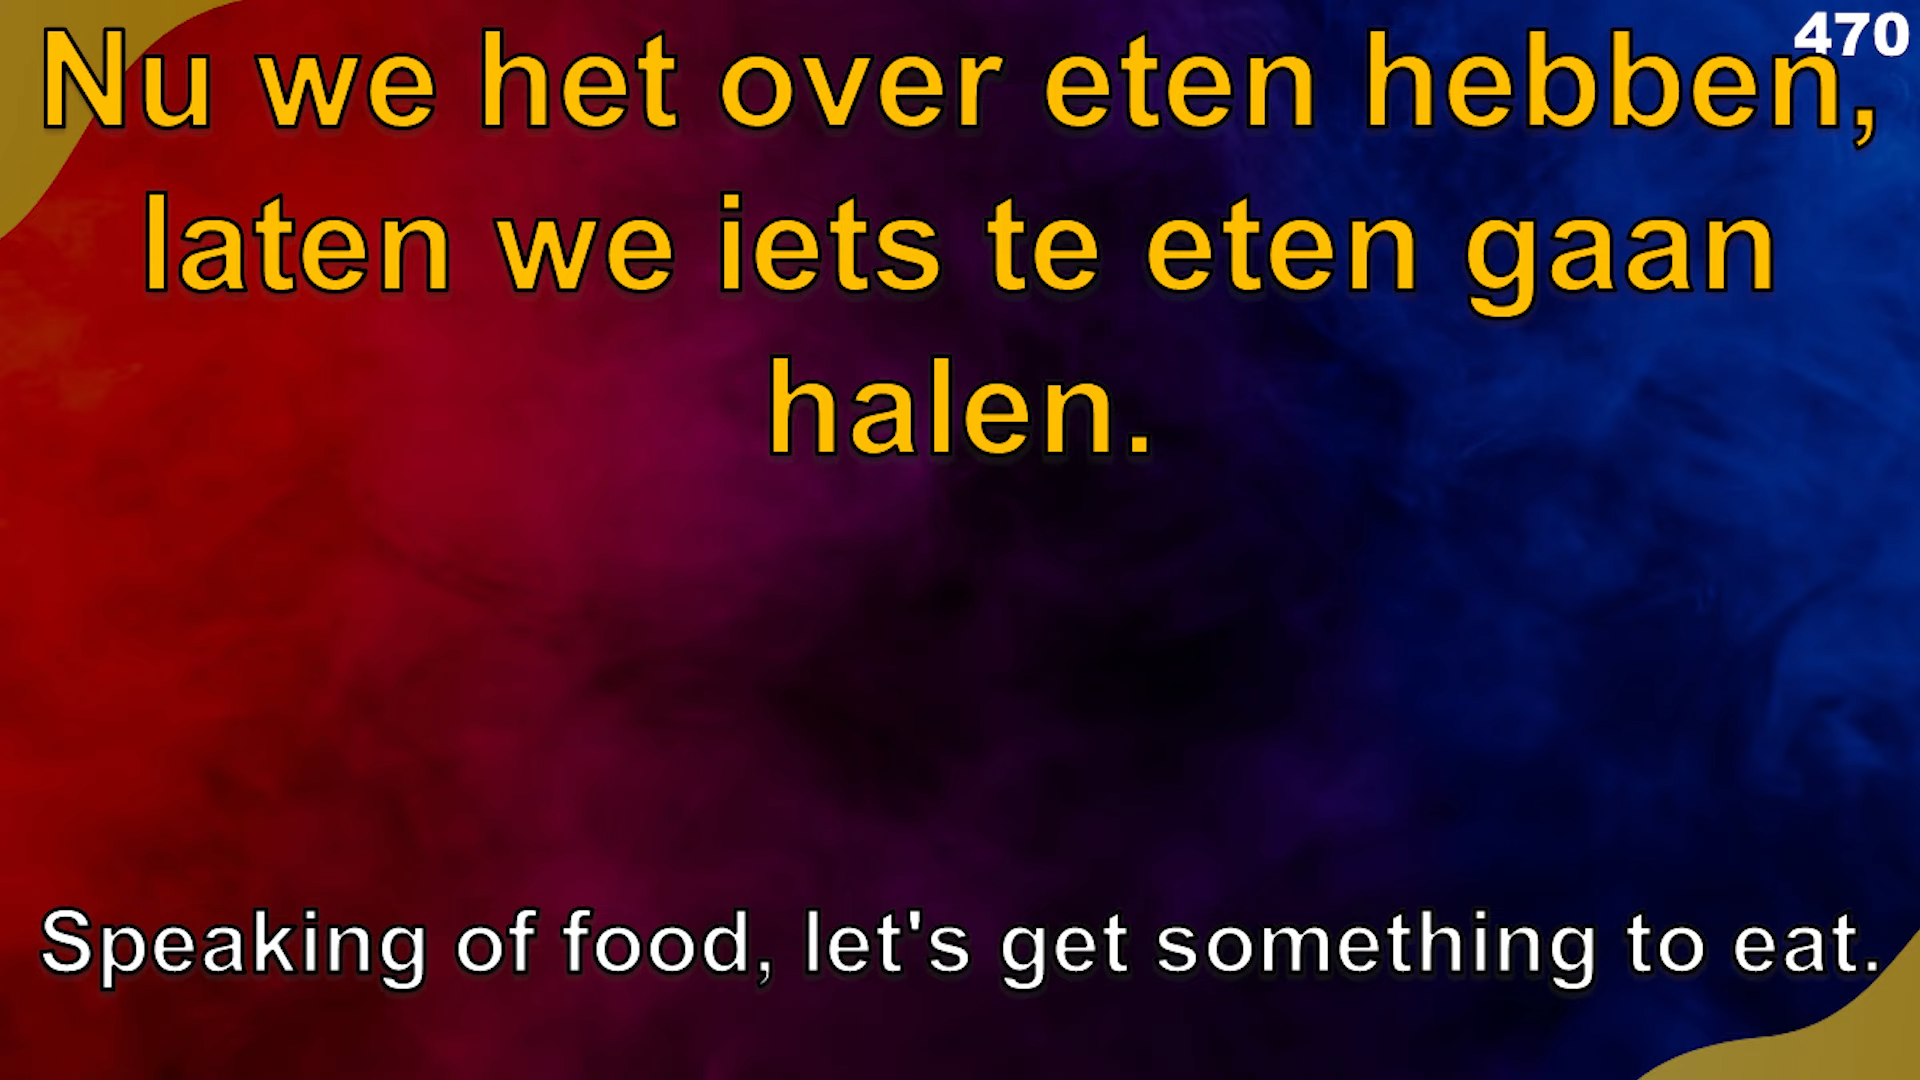 470
Nu we het over eten hebben,
laten we iets te eten gaan
halen.
Speaking of food, let's get something to eat.